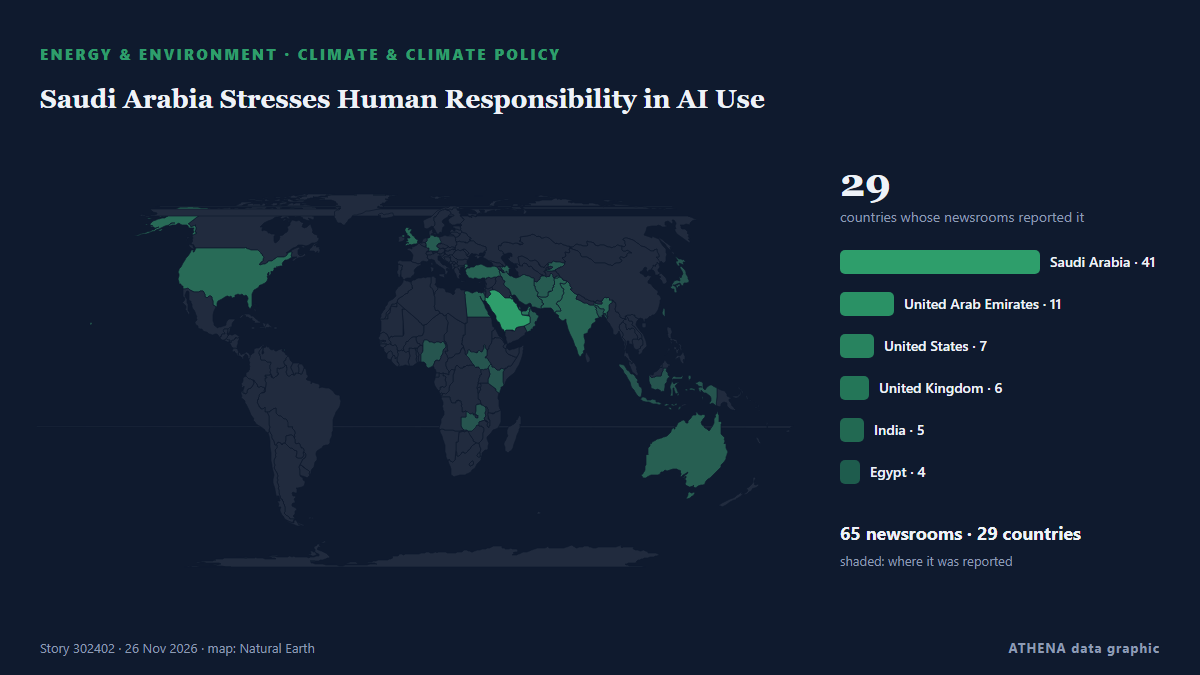 ENERGY & ENVIRONMENT · CLIMATE & CLIMATE POLICY
Saudi Arabia Stresses Human Responsibility in AI Use
29
countries whose newsrooms reported it
Saudi Arabia · 41
United Arab Emirates · 11
United States · 7
United Kingdom · 6
India · 5
Egypt · 4
65 newsrooms · 29 countries
shaded: where it was reported
Story 302402 · 26 Nov 2026 · map: Natural Earth
ATHENA data graphic